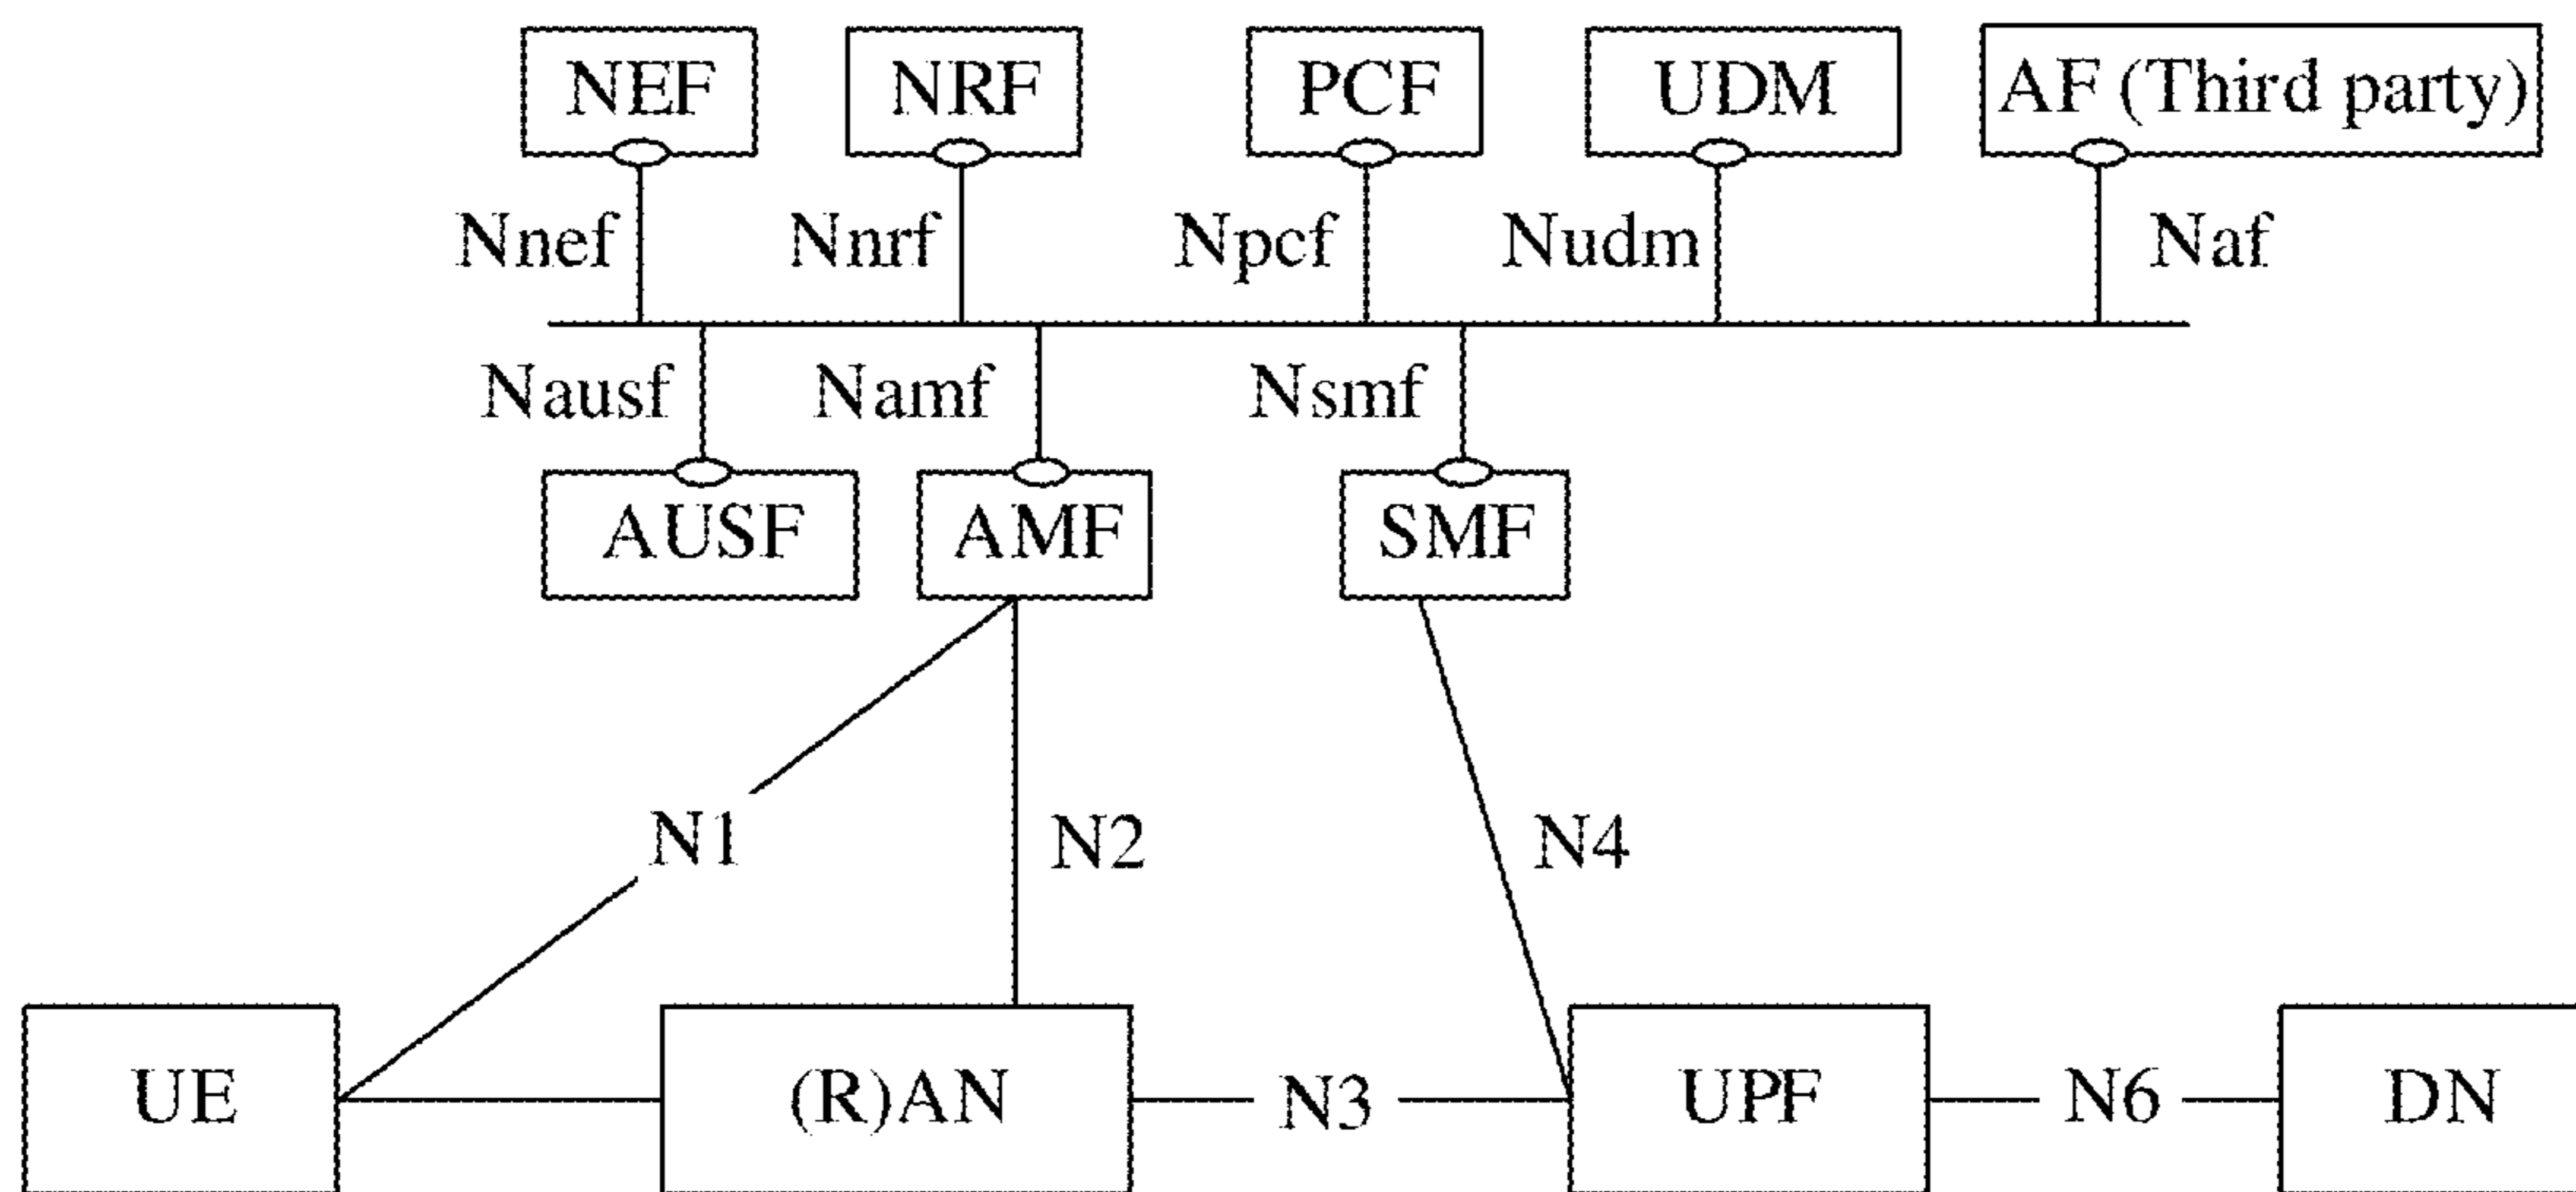 NEF NRF PCF UDM AF (Third party)
Nnef Nnrf Npcf Nudm Naf
Nausf Namf Nsmf
AUSF AMF SMF
N1 N2 N4
UE (R)AN N3 UPF N6 DN